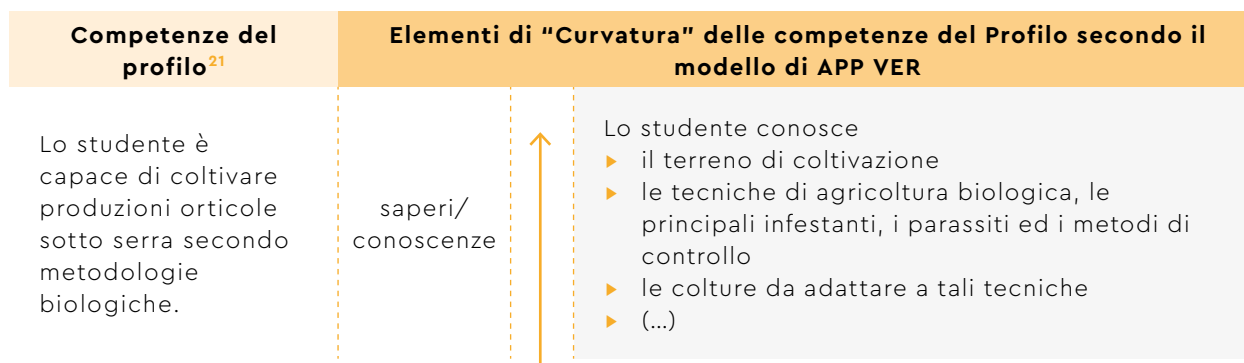 Competenze del
profilo21
Elementi di “Curvatura” delle competenze del Profilo secondo il
modello di APP VER
Lo studente è
capace di coltivare
produzioni orticole
sotto serra secondo
metodologie
biologiche.
saperi/
conoscenze
Lo studente conosce
il terreno di coltivazione
le tecniche di agricoltura biologica, le
principali infestanti, i parassiti ed i metodi di
controllo
le colture da adattare a tali tecniche
(...)